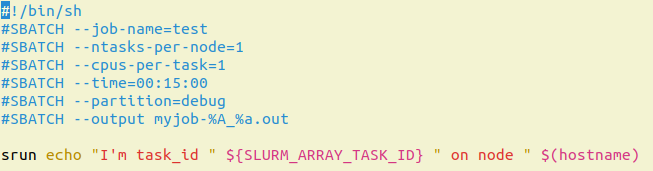 #!/bin/sh
#SBATCH --job-name=test
#SBATCH --ntasks-per-node=1
#SBATCH --cpus-per-task=1
#SBATCH --time=00:15:00
#SBATCH --partition=debug
#SBATCH --output myjob-%A_%a.out
srun echo "I'm task_id " ${SLURM_ARRAY_TASK_ID} " on node " $(hostname)